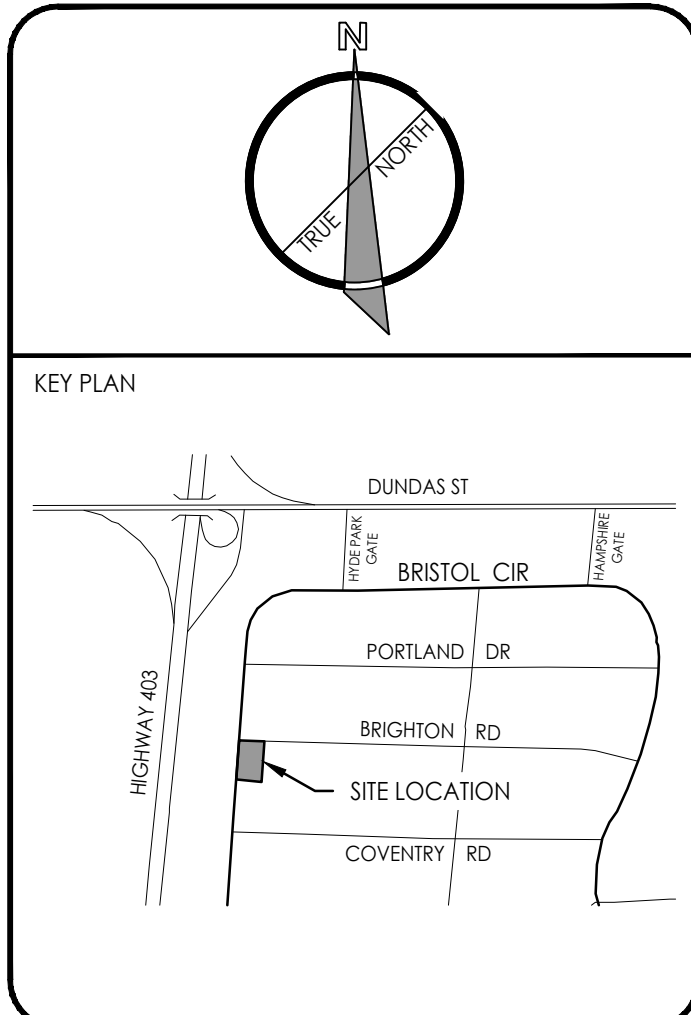 N
TRUE NORTH
KEY PLAN
DUNDAS ST
HYDE PARK
GATE
HAMPSHIRE
GATE
BRISTOL CIR
PORTLAND DR
HIGHWAY 403
BRIGHTON RD
SITE LOCATION
COVENTRY RD